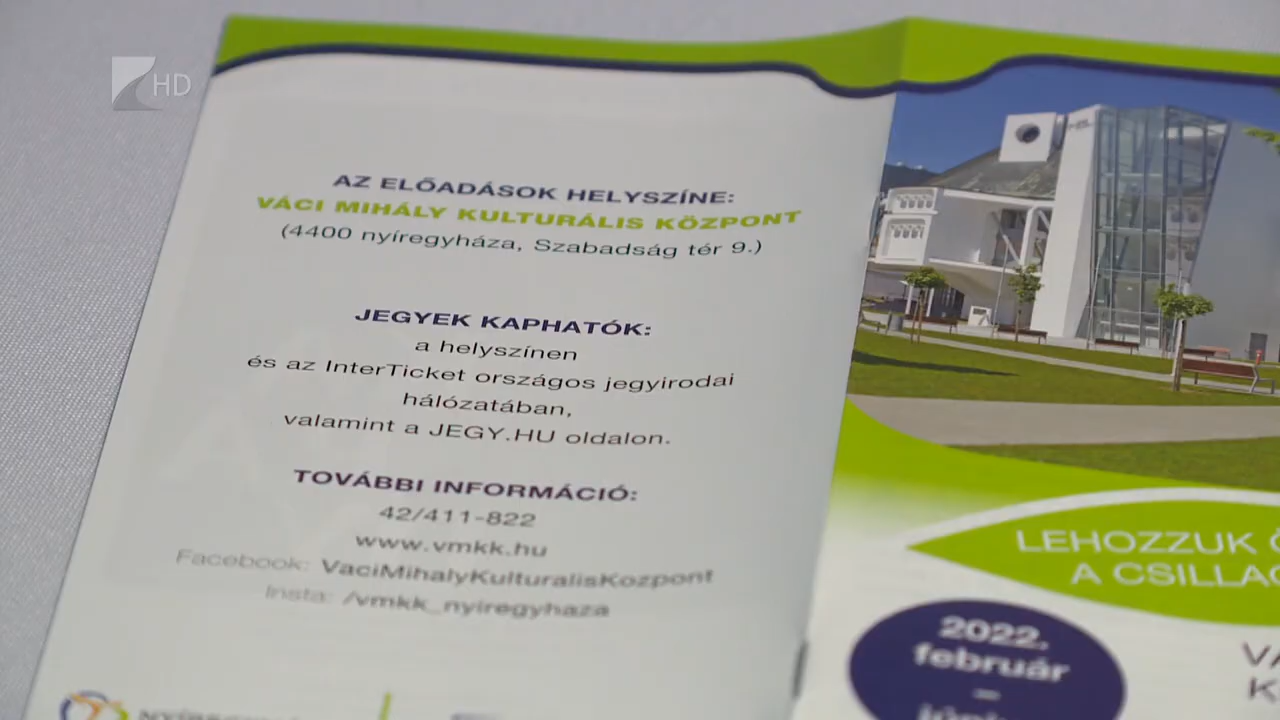 HD
AZ ELŐADÁSOK HELYSZÍNE:
VÁCI MIHÁLY KULTURÁLIS KÖZPONT
(4400 nyíregyháza, Szabadság tér 9.)
JEGYEK KAPHATÓK:
a helyszínen
és az InterTicket országos jegyirodai
hálózatában,
valamint a JEGY.HU oldalon.
TOVÁBBI INFORMÁCIÓ:
42/411-822
www.vmkk.hu
Facebook: VaciMihalyKulturalisKozpont
Insta: /vmkk_nyiregyhaza
LEHOZZUK
A CSILLAG
2022.
február
–